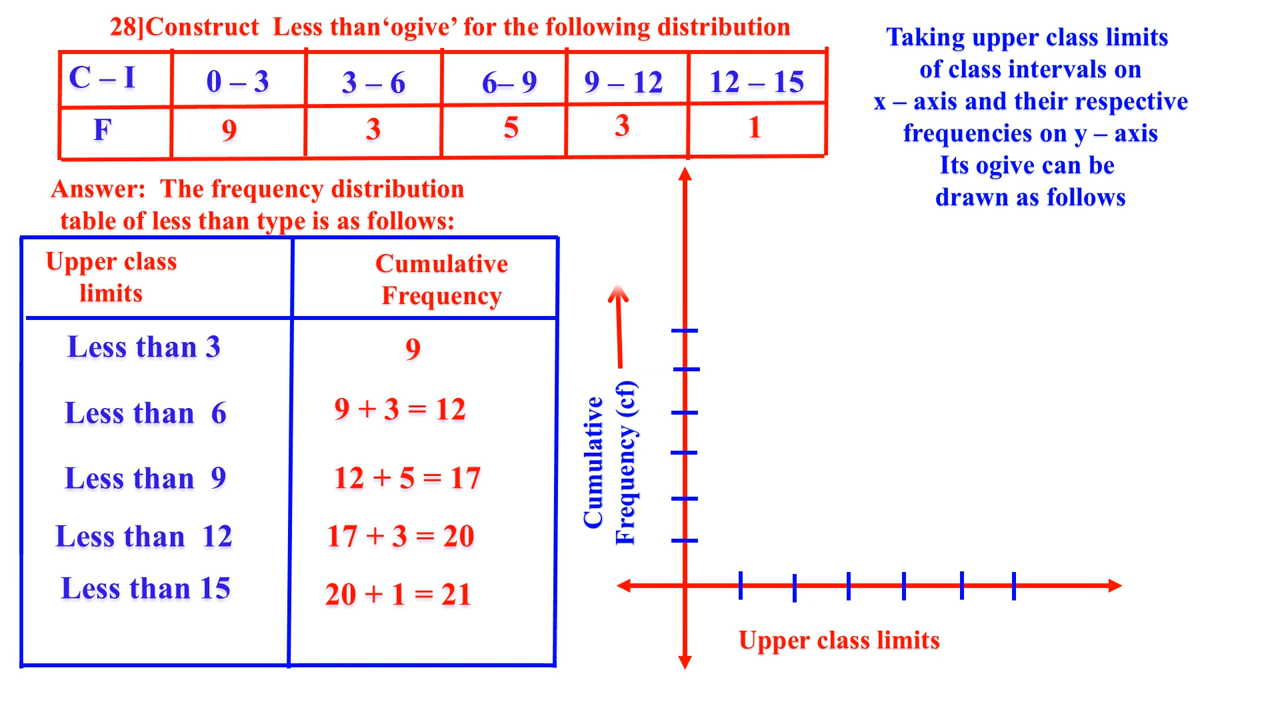 28]Construct Less than‘ogive’ for the following distribution
C – I 0 – 3 3 – 6 6– 9 9 – 12 12 – 15
F 9 3 5 3 1
Taking upper class limits
of class intervals on
x – axis and their respective
frequencies on y – axis
Its ogive can be
drawn as follows
Answer: The frequency distribution
table of less than type is as follows:
Upper class
limits
Cumulative
Frequency
Less than 3 9
Less than 6 9 + 3 = 12
Less than 9 12 + 5 = 17
Less than 12 17 + 3 = 20
Less than 15 20 + 1 = 21
Cumulative
Frequency (cf)
Upper class limits